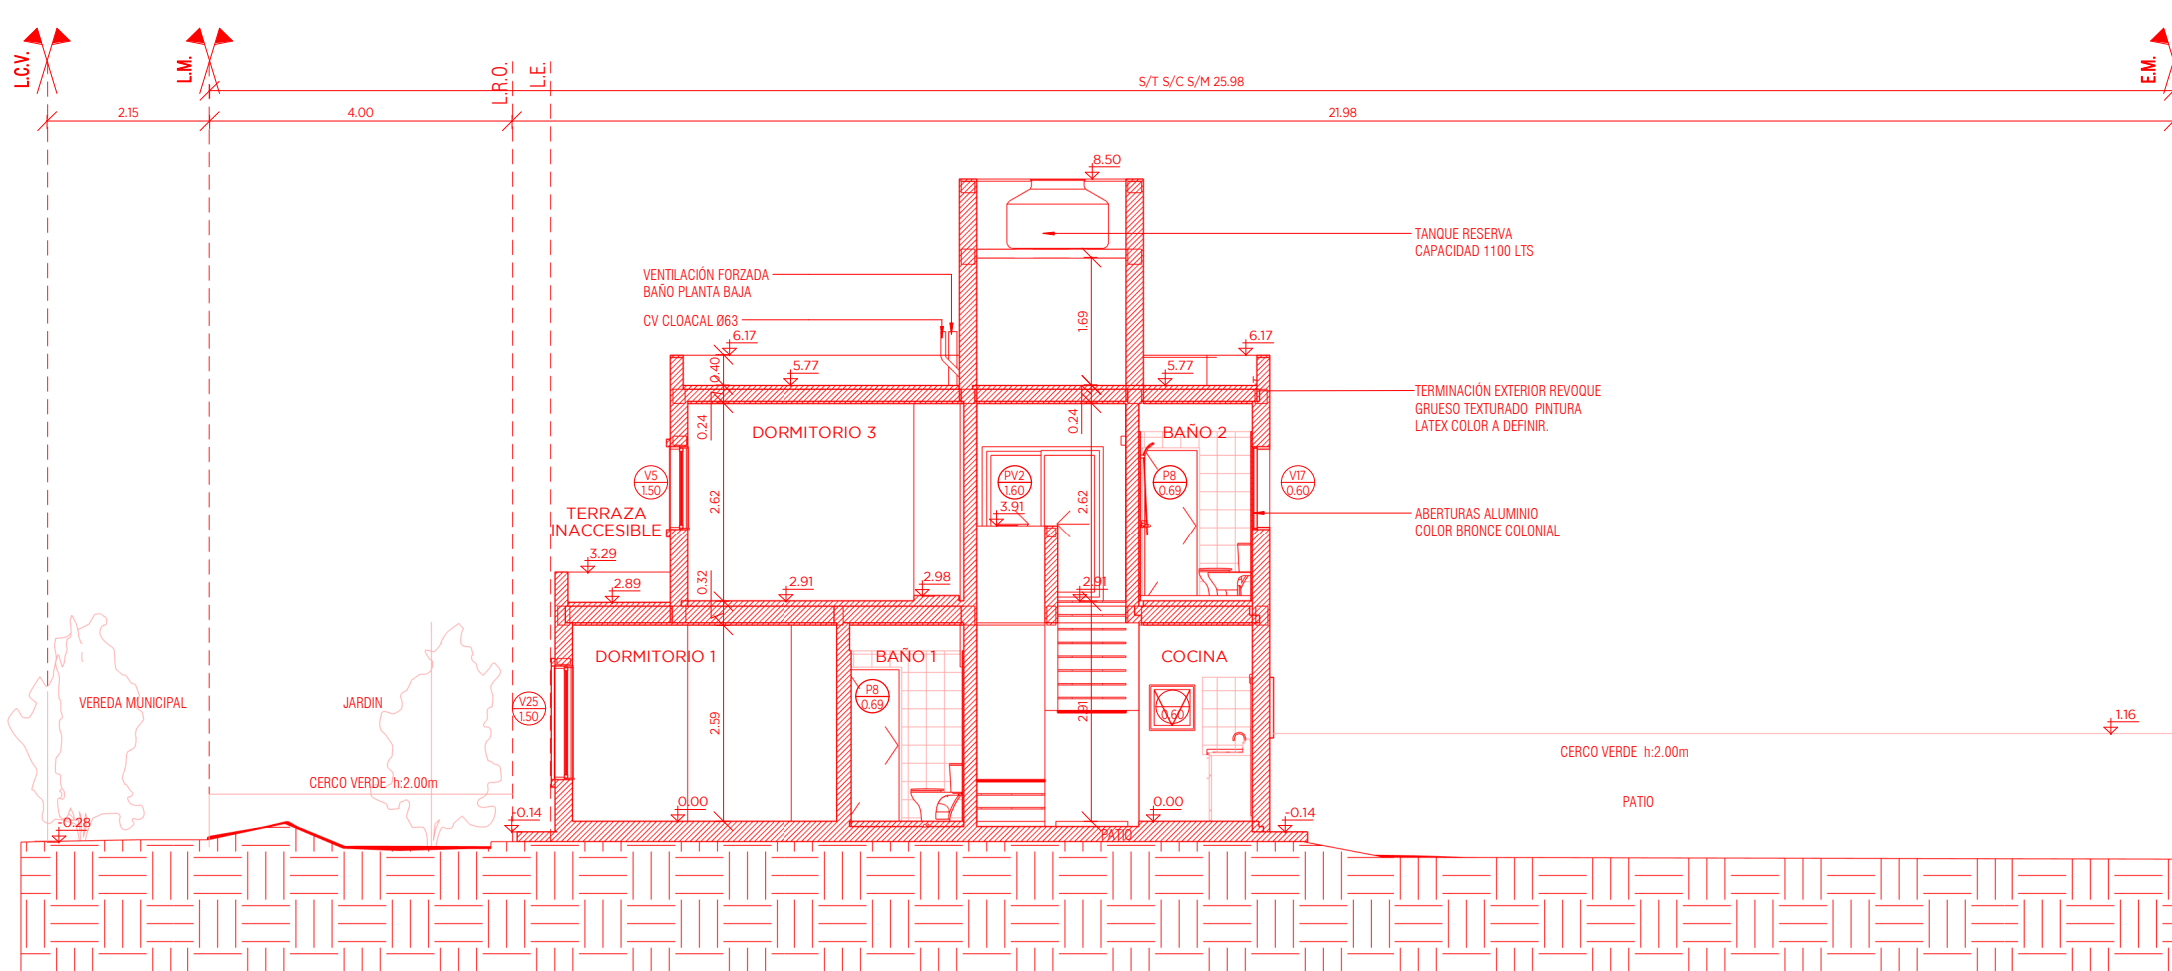 L.C.V.
L.M.
L.R.O.
L.E.
E.M.
S/T S/C S/M 25.98
2.15
4.00
21.98
8.50
TANQUE RESERVA
CAPACIDAD 1100 LTS
VENTILACIÓN FORZADA
BAÑO PLANTA BAJA
CV CLOACAL Ø63
1.69
6.17
6.17
0.40
5.77
5.77
TERMINACIÓN EXTERIOR REVOQUE
GRUESO TEXTURADO PINTURA
LATEX COLOR A DEFINIR.
0.24
DORMITORIO 3
0.24
BAÑO 2
V5
1.50
PV2
1.60
P8
0.69
V17
0.60
2.62
2.62
3.91
TERRAZA
INACCESIBLE
ABERTURAS ALUMINIO
COLOR BRONCE COLONIAL
3.29
2.89
0.32
2.91
2.98
2.91
DORMITORIO 1
BAÑO 1
COCINA
VEREDA MUNICIPAL
JARDIN
V25
1.50
P8
0.69
2.59
2.91
0.60
1.16
CERCO VERDE h:2.00m
CERCO VERDE h:2.00m
PATIO
-0.28
-0.14
0.00
0.00
-0.14
PATIO